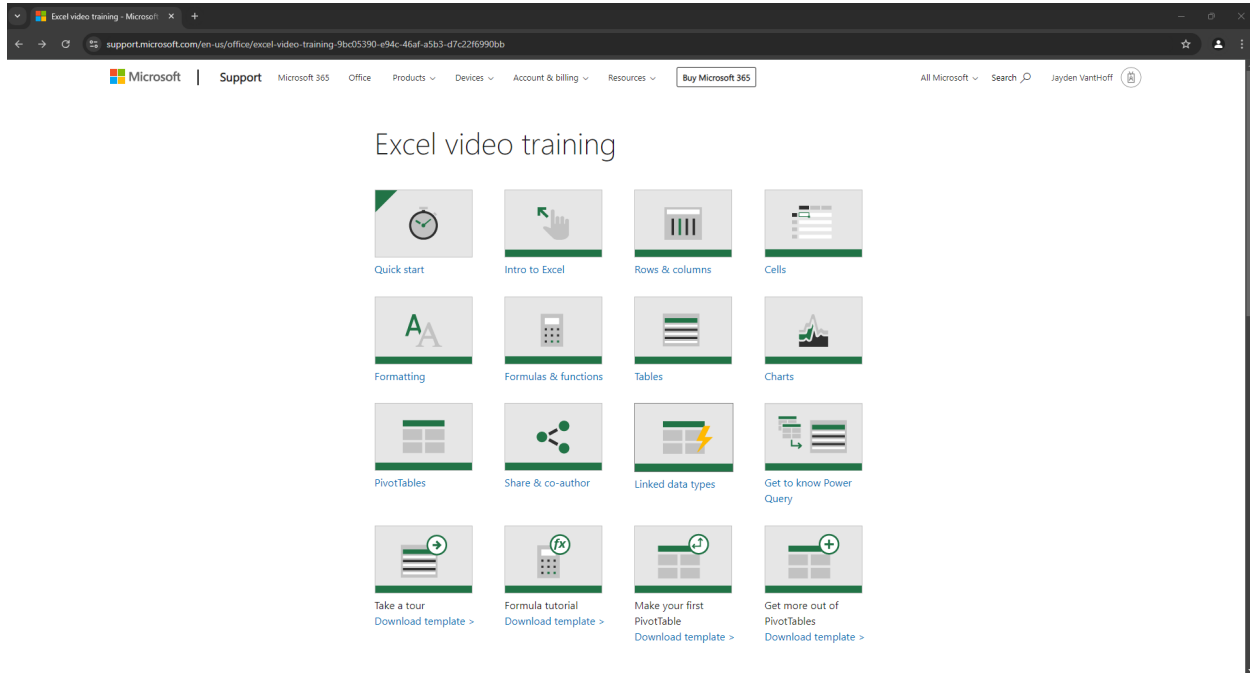 Excel video training - Microsoft
support.microsoft.com/en-us/office/excel-video-training-9bc05390-e94c-46af-a5b3-d7c22f6990bb
Microsoft | Support Microsoft 365 Office Products Devices Account & billing Resources Buy Microsoft 365 All Microsoft Search Jayden VantHoff
Excel video training
Quick start Intro to Excel Rows & columns Cells
A A
Formatting Formulas & functions Tables Charts
PivotTables Share & co-author Linked data types Get to know Power
Query
fx
Take a tour Formula tutorial Make your first Get more out of
Download template > Download template > PivotTable PivotTables
Download template > Download template >